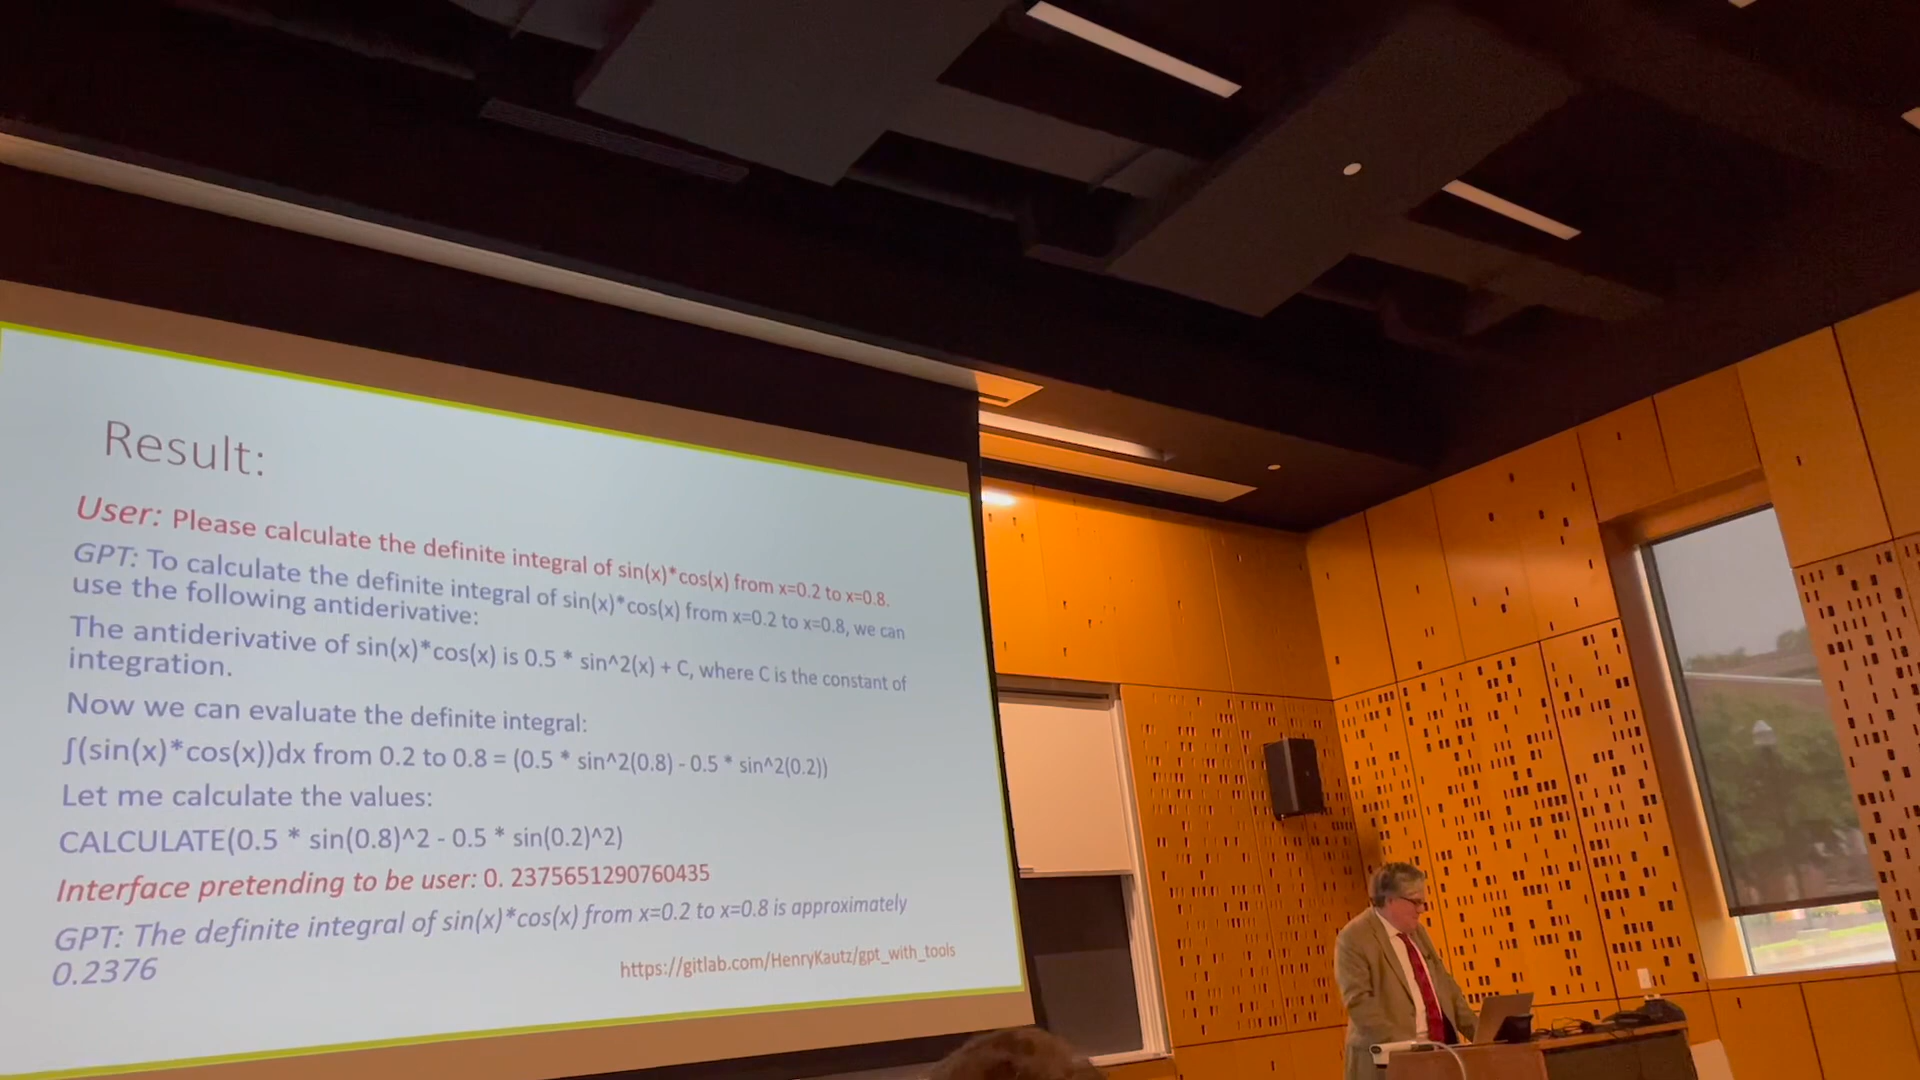 Result:
User: Please calculate the definite integral of sin(x)*cos(x) from x=0.2 to x=0.8.
GPT: To calculate the definite integral of sin(x)*cos(x) from x=0.2 to x=0.8, we can
use the following antiderivative:
The antiderivative of sin(x)*cos(x) is 0.5 * sin^2(x) + C, where C is the constant of
integration.
Now we can evaluate the definite integral:
∫(sin(x)*cos(x))dx from 0.2 to 0.8 = (0.5 * sin^2(0.8) - 0.5 * sin^2(0.2))
Let me calculate the values:
CALCULATE(0.5 * sin(0.8)^2 - 0.5 * sin(0.2)^2)
Interface pretending to be user: 0. 2375651290760435
GPT: The definite integral of sin(x)*cos(x) from x=0.2 to x=0.8 is approximately
0.2376
https://gitlab.com/HenryKautz/gpt_with_tools